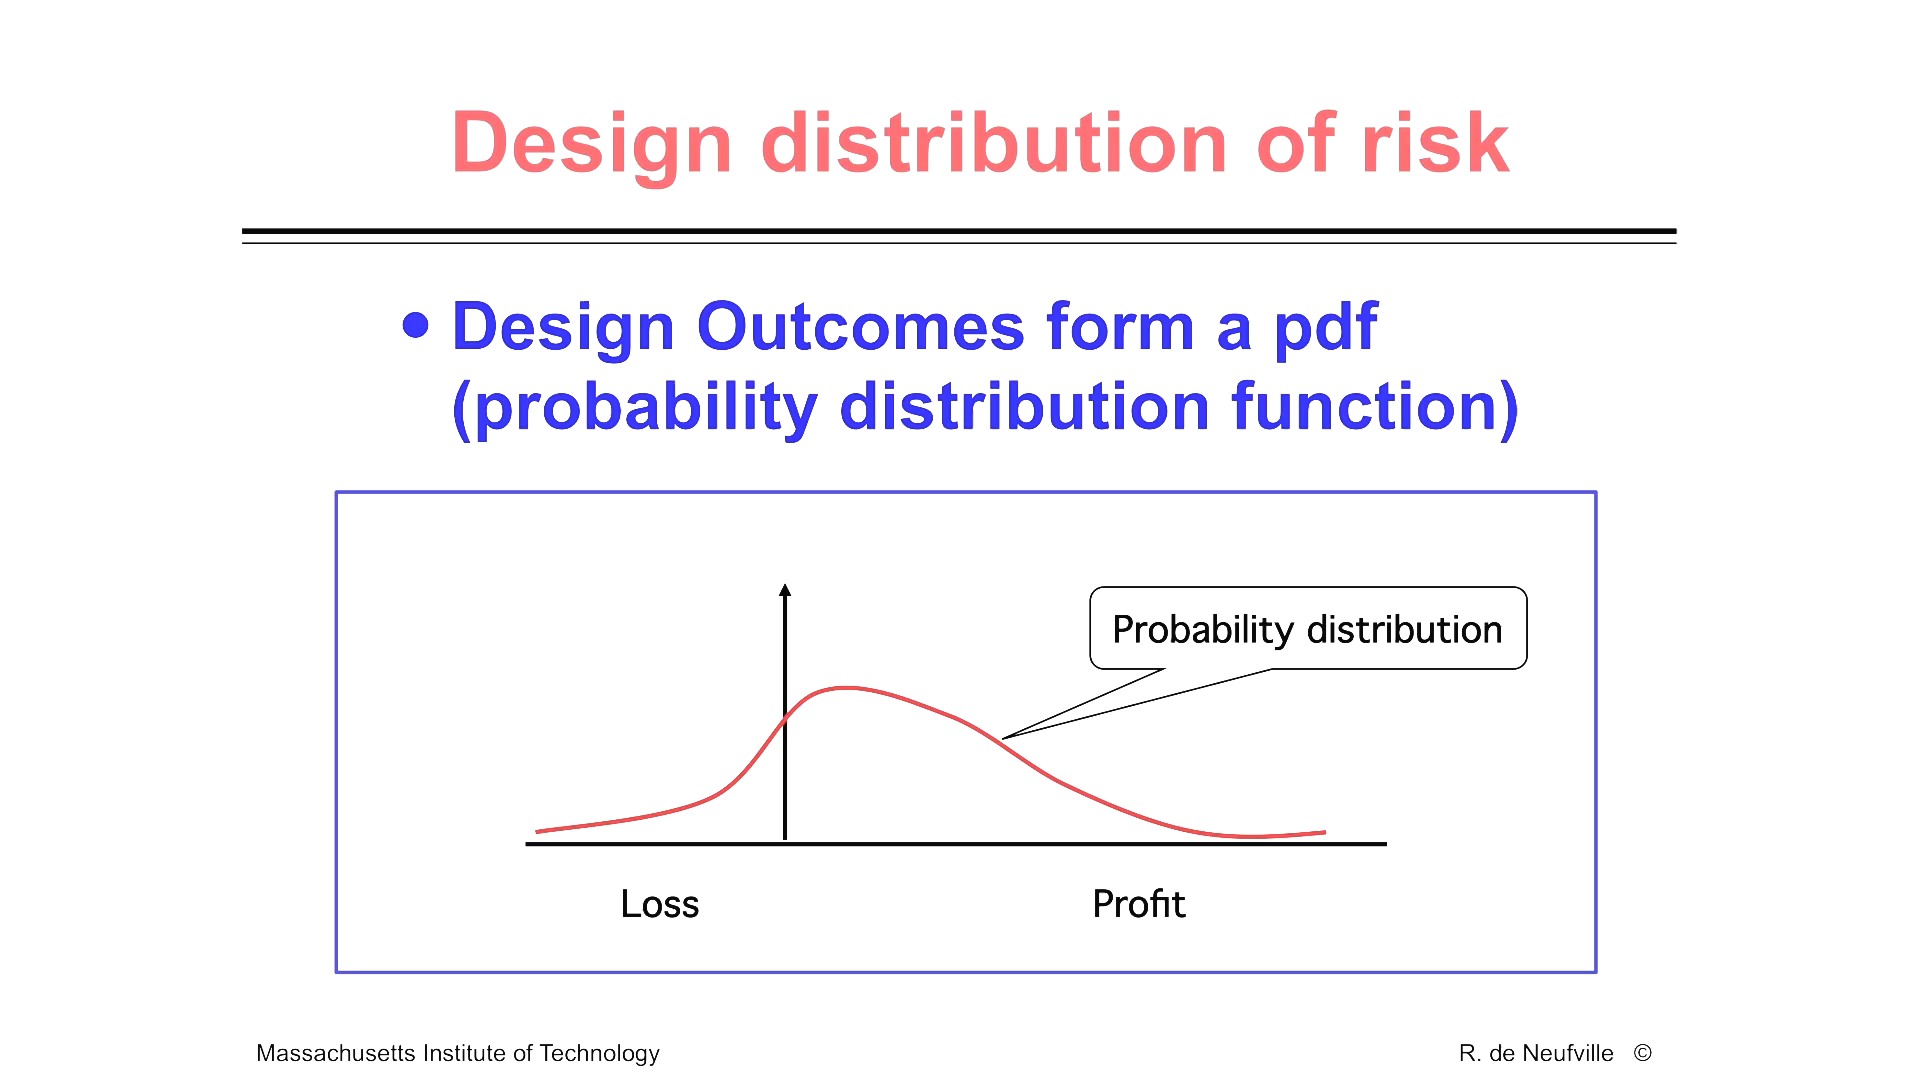 Design distribution of risk
• Design Outcomes form a pdf
(probability distribution function)
Probability distribution
Loss
Profit
Massachusetts Institute of Technology
R. de Neufville ©